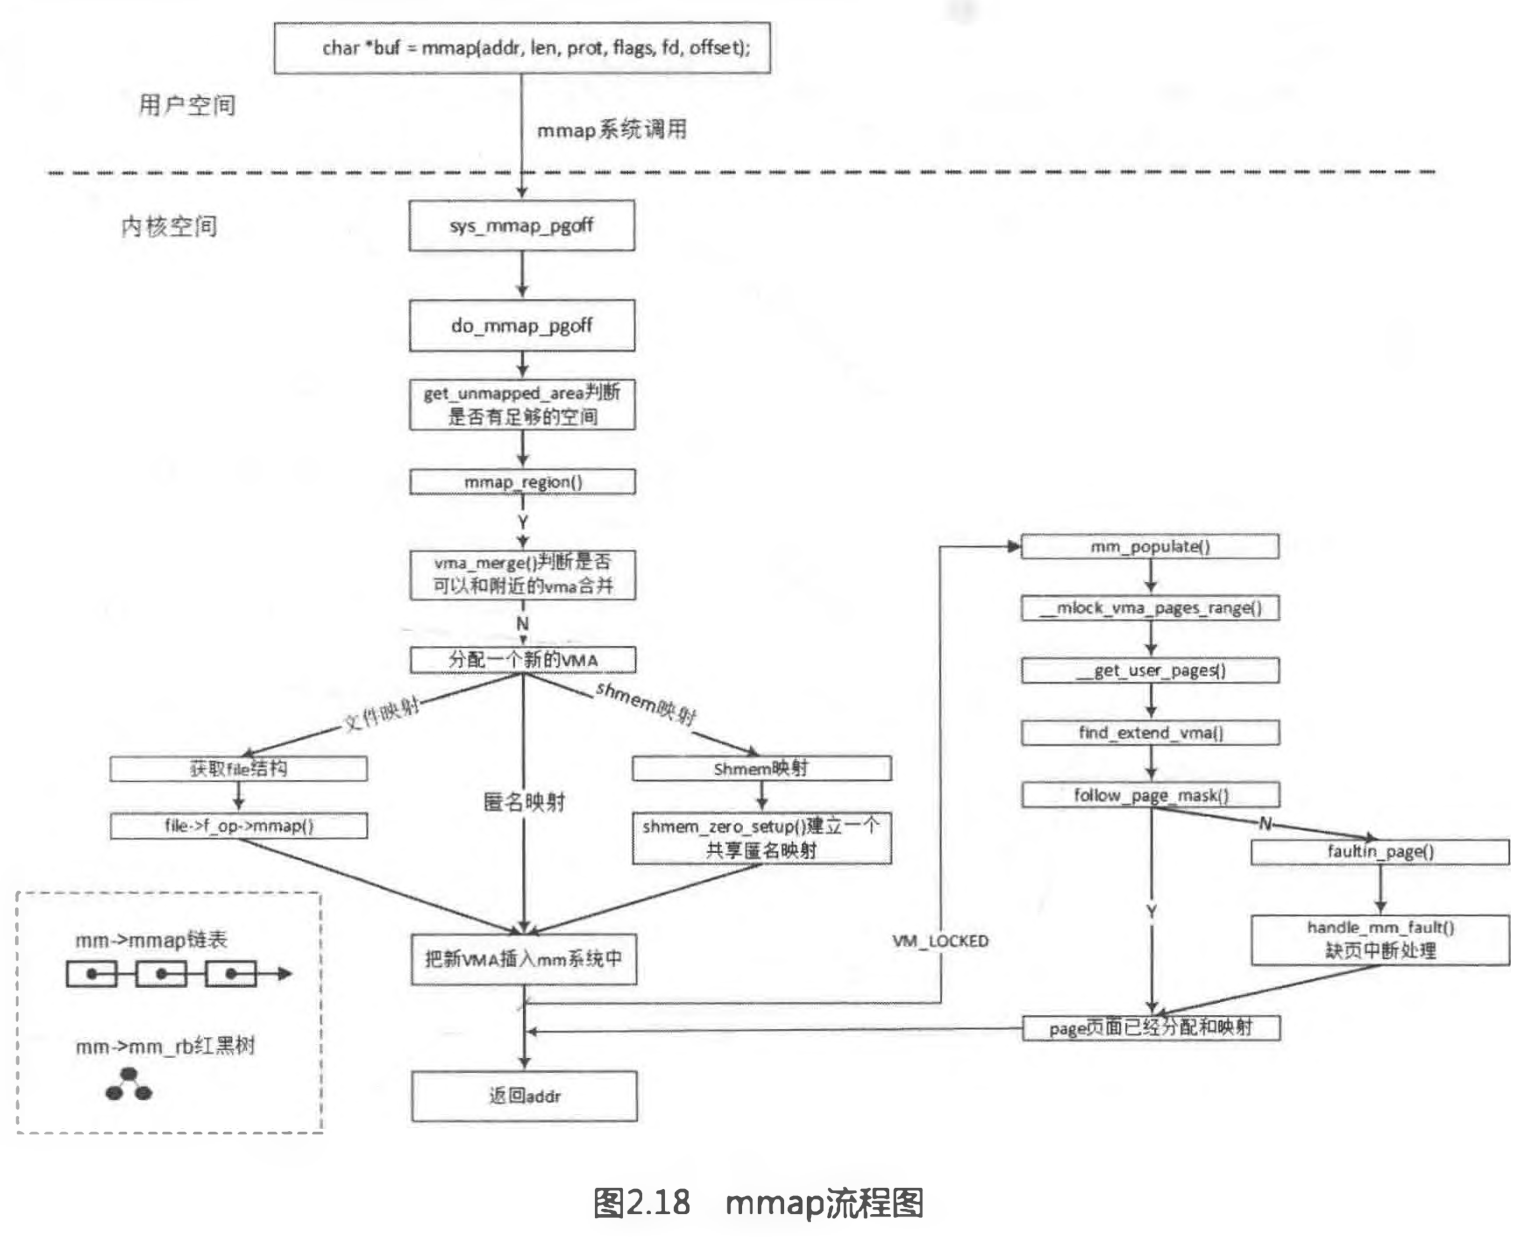 char *buf = mmap(addr, len, prot, flags, fd, offset);
用户空间
mmap系统调用
内核空间
sys_mmap_pgoff
do_mmap_pgoff
get_unmapped_area判断
是否有足够的空间
mmap_region()
Y
vma_merge()判断是否
可以和附近的vma合并
N
分配一个新的VMA
文件映射
shmem映射
获取file结构
匿名映射
Shmem映射
file->f_op->mmap()
shmem_zero_setup()建立一个
共享匿名映射
把新VMA插入mm系统中
VM_LOCKED
返回addr
mm_populate()
__mlock_vma_pages_range()
__get_user_pages()
find_extend_vma()
follow_page_mask()
N
faultin_page()
Y
handle_mm_fault()
缺页中断处理
page页面已经分配和映射
mm->mmap链表
mm->mm_rb红黑树
图2.18 mmap流程图